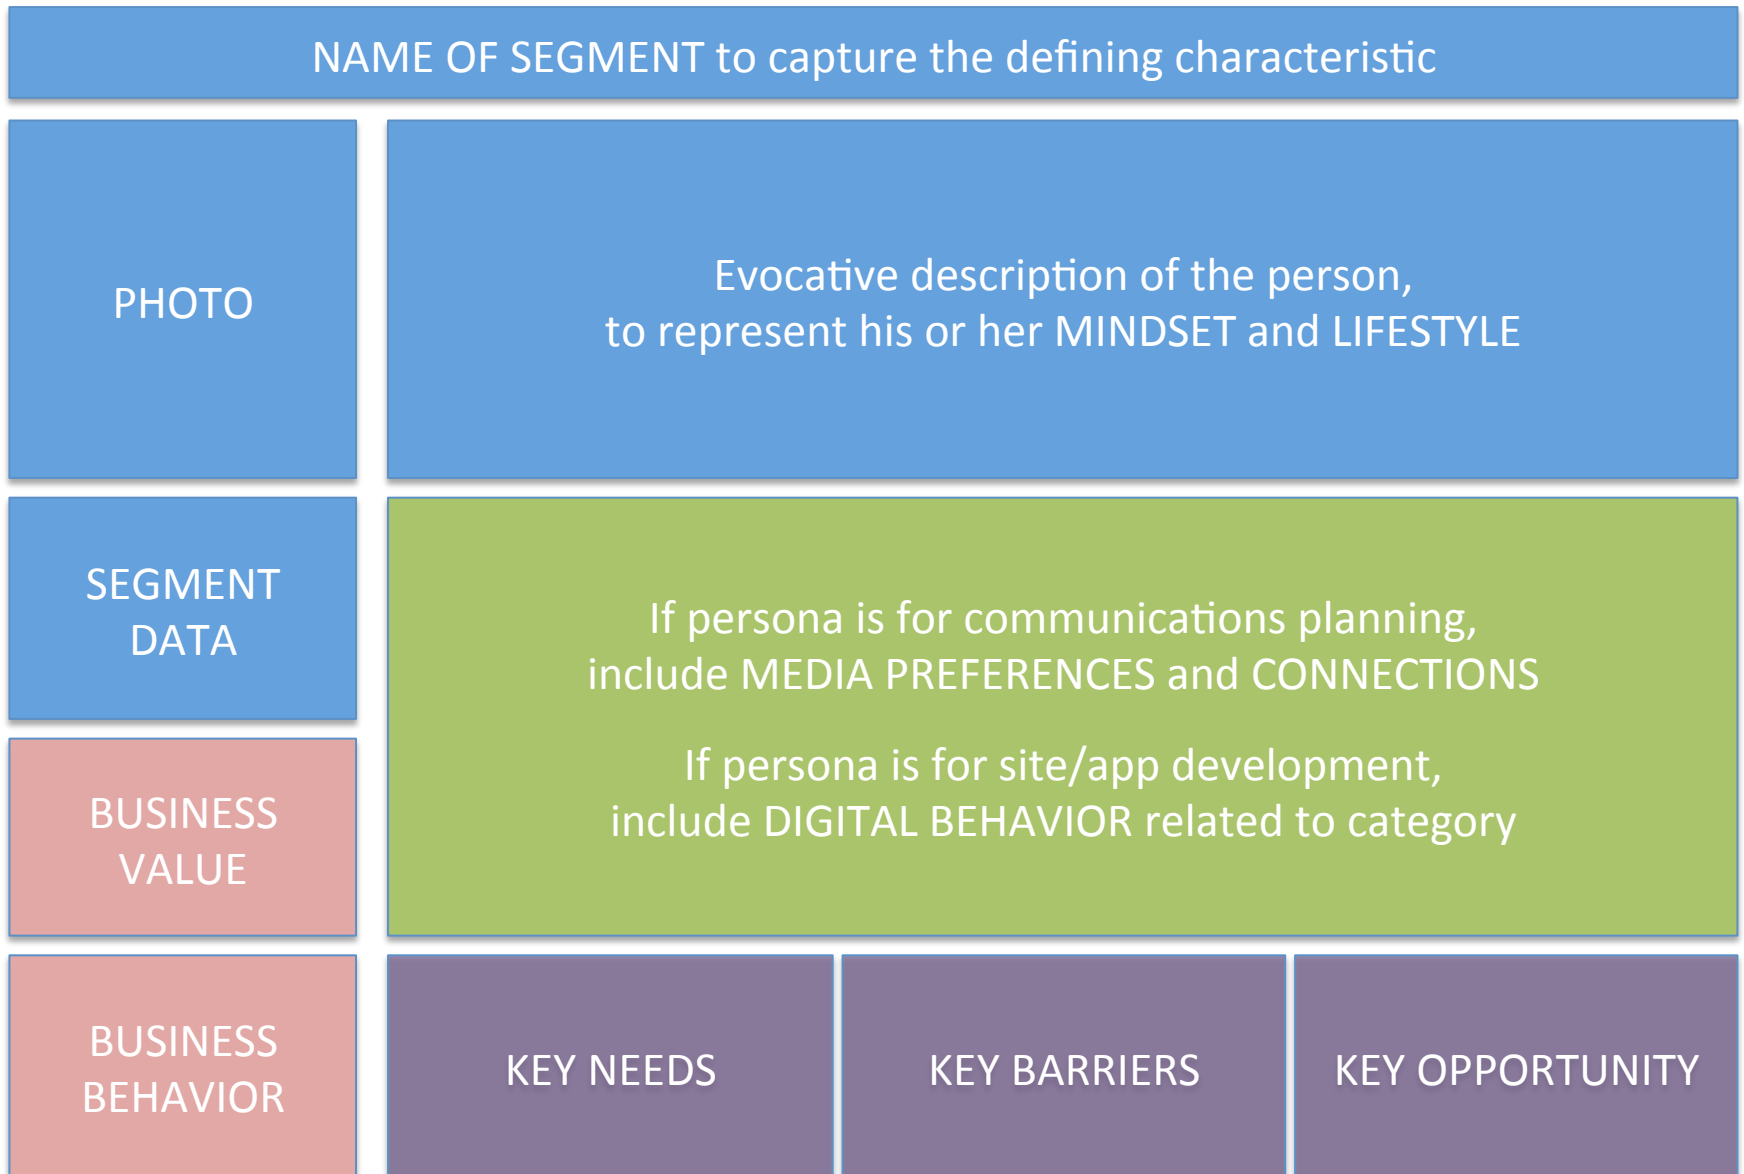 NAME OF SEGMENT to capture the defining characteristic
PHOTO
Evocative description of the person,
to represent his or her MINDSET and LIFESTYLE
SEGMENT
DATA
If persona is for communications planning,
include MEDIA PREFERENCES and CONNECTIONS
If persona is for site/app development,
include DIGITAL BEHAVIOR related to category
BUSINESS
VALUE
BUSINESS
BEHAVIOR
KEY NEEDS
KEY BARRIERS
KEY OPPORTUNITY